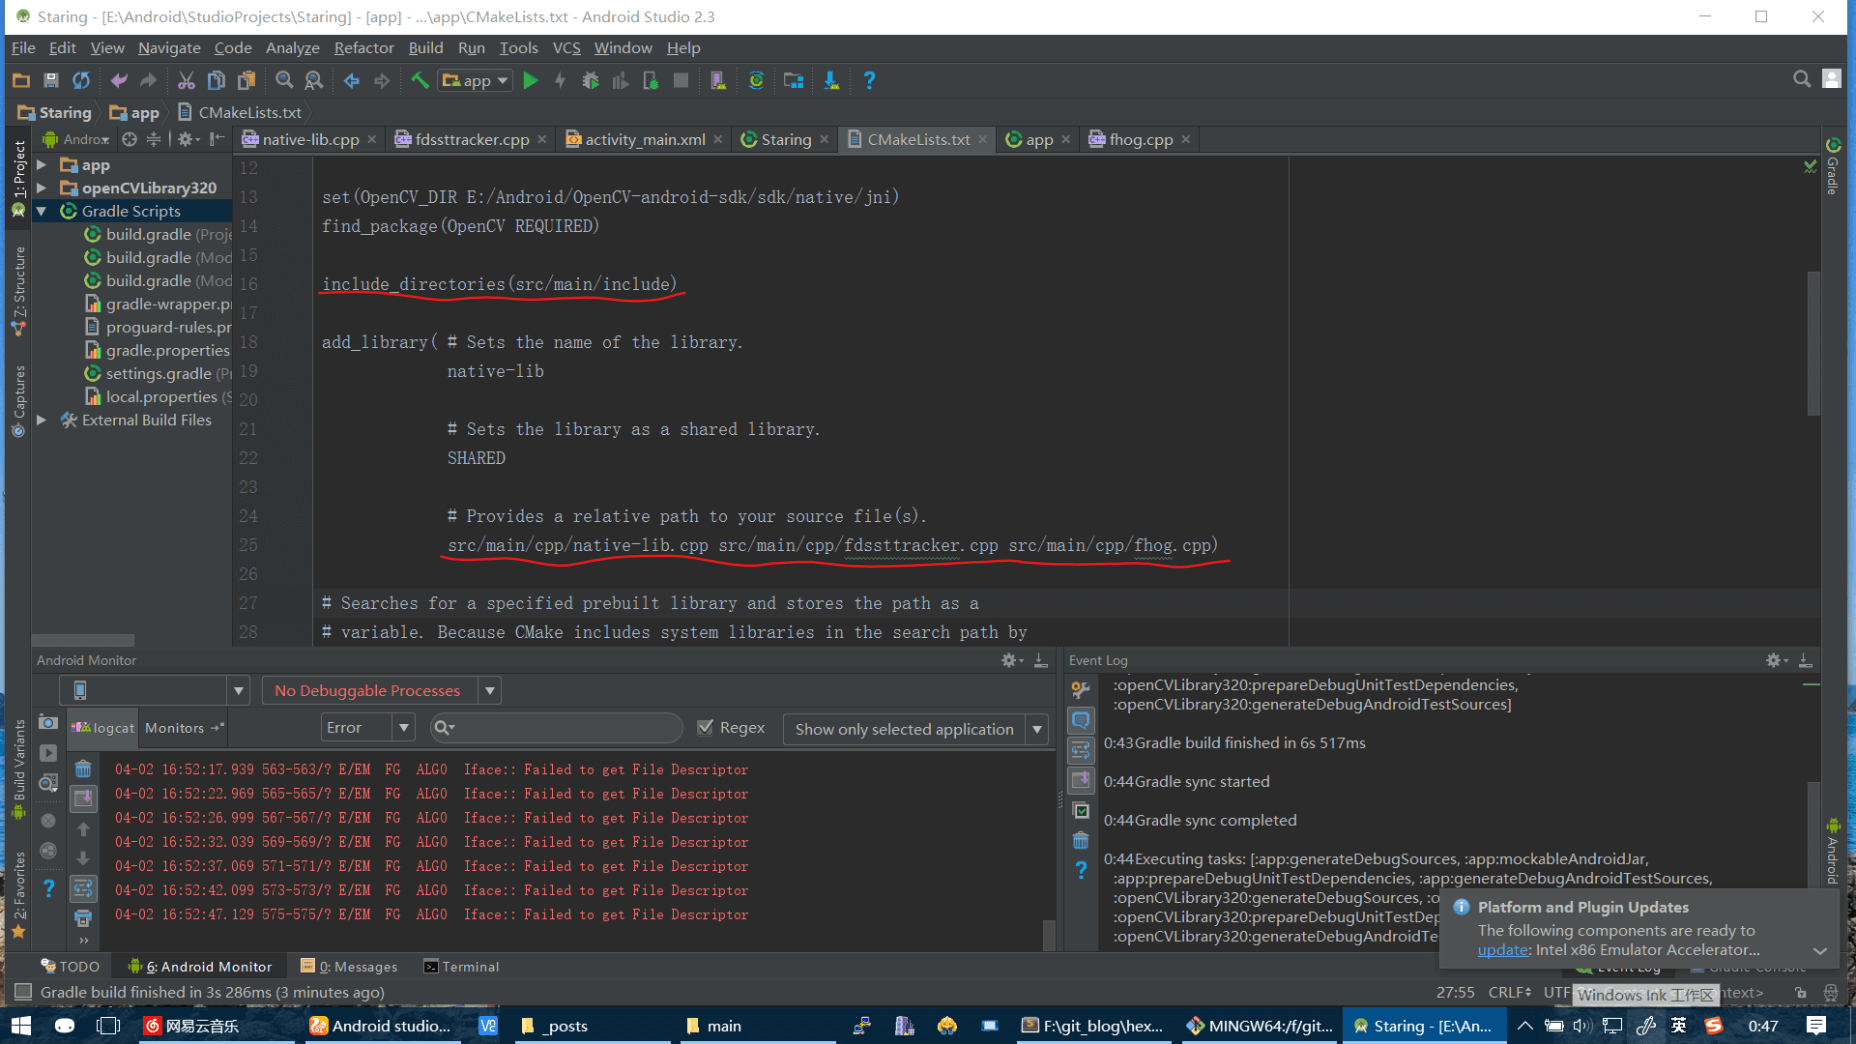 Staring - [E:\Android\StudioProjects\Staring] - [app] - ...\app\CMakeLists.txt - Android Studio 2.3
File Edit View Navigate Code Analyze Refactor Build Run Tools VCS Window Help
app
Staring app CMakeLists.txt
Andro
native-lib.cpp fdssttracker.cpp activity_main.xml Staring CMakeLists.txt app fhog.cpp
1: Project
Z: Structure
Captures
Build Variants
2: Favorites
app
openCVLibrary320
Gradle Scripts
build.gradle (Proje
build.gradle (Mod
build.gradle (Mod
gradle-wrapper.pr
proguard-rules.pr
gradle.properties
settings.gradle (Pr
local.properties (S
External Build Files
12
13 set(OpenCV_DIR E:/Android/OpenCV-android-sdk/sdk/native/jni)
14 find_package(OpenCV REQUIRED)
15
16 include_directories(src/main/include)
17
18 add_library( # Sets the name of the library.
19 native-lib
20
21 # Sets the library as a shared library.
22 SHARED
23
24 # Provides a relative path to your source file(s).
25 src/main/cpp/native-lib.cpp src/main/cpp/fdssttracker.cpp src/main/cpp/fhog.cpp)
26
27 # Searches for a specified prebuilt library and stores the path as a
28 # variable. Because CMake includes system libraries in the search path by
Gradle
Android
Android Monitor
No Debuggable Processes
logcat Monitors Error Regex Show only selected application
04-02 16:52:17.939 563-563/? E/EM FG ALGO Iface:: Failed to get File Descriptor
04-02 16:52:22.969 565-565/? E/EM FG ALGO Iface:: Failed to get File Descriptor
04-02 16:52:26.999 567-567/? E/EM FG ALGO Iface:: Failed to get File Descriptor
04-02 16:52:32.039 569-569/? E/EM FG ALGO Iface:: Failed to get File Descriptor
04-02 16:52:37.069 571-571/? E/EM FG ALGO Iface:: Failed to get File Descriptor
04-02 16:52:42.099 573-573/? E/EM FG ALGO Iface:: Failed to get File Descriptor
04-02 16:52:47.129 575-575/? E/EM FG ALGO Iface:: Failed to get File Descriptor
Event Log
:openCVLibrary320:prepareDebugUnitTestDependencies,
:openCVLibrary320:generateDebugAndroidTestSources]
0:43 Gradle build finished in 6s 517ms
0:44 Gradle sync started
0:44 Gradle sync completed
0:44 Executing tasks: [:app:generateDebugSources, :app:mockableAndroidJar,
:app:prepareDebugUnitTestDependencies, :app:generateDebugAndroidTestSources,
:openCVLibrary320:generateDebugSources, :o
:openCVLibrary320:prepareDebugUnitTestDep
:openCVLibrary320:generateDebugAndroidTe
Platform and Plugin Updates
The following components are ready to
update: Intel x86 Emulator Accelerator...
TODO 6: Android Monitor 0: Messages Terminal Event Log
Gradle build finished in 3s 286ms (3 minutes ago)
27:55 CRLF UTF ntext>
Windows Ink 工作区
网易云音乐 Android studio... _posts main F:\git_blog\hex... MINGW64:/f/git... Staring - [E:\An... 英 0:47